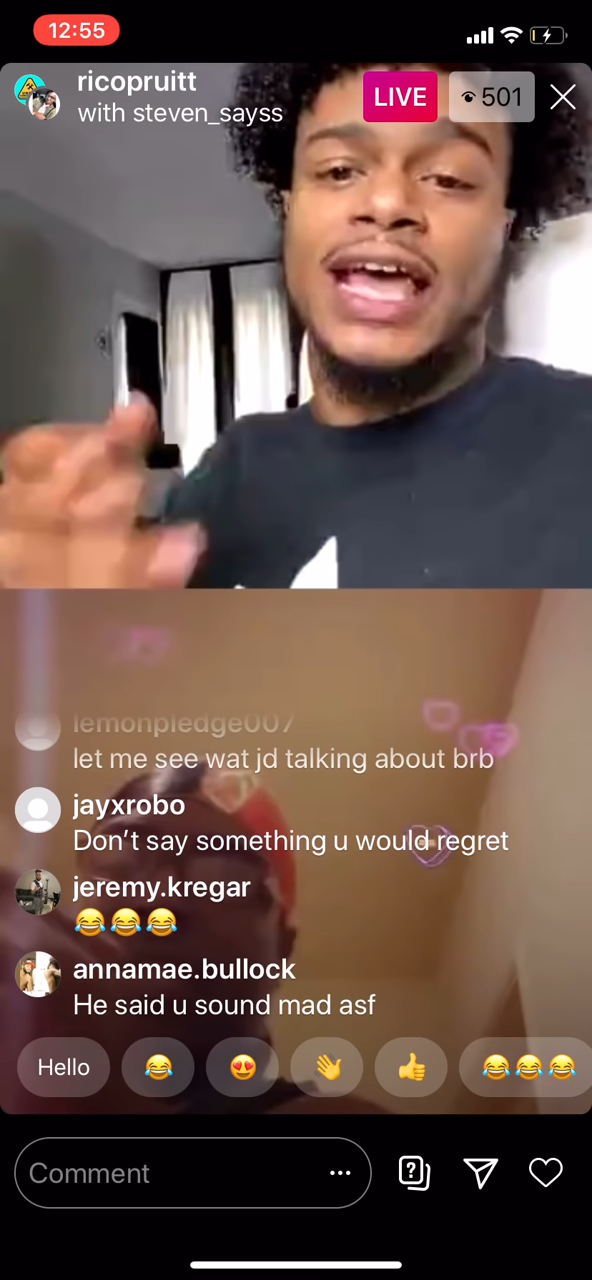 12:55
ricopruitt
with steven_sayss
LIVE
501
lemonpledge007
let me see wat jd talking about brb
jayxrobo
Don't say something u would regret
jeremy.kregar
😂😂😂
annamae.bullock
He said u sound mad asf
Hello 😂 😍 👋 👍 😂😂😂
Comment